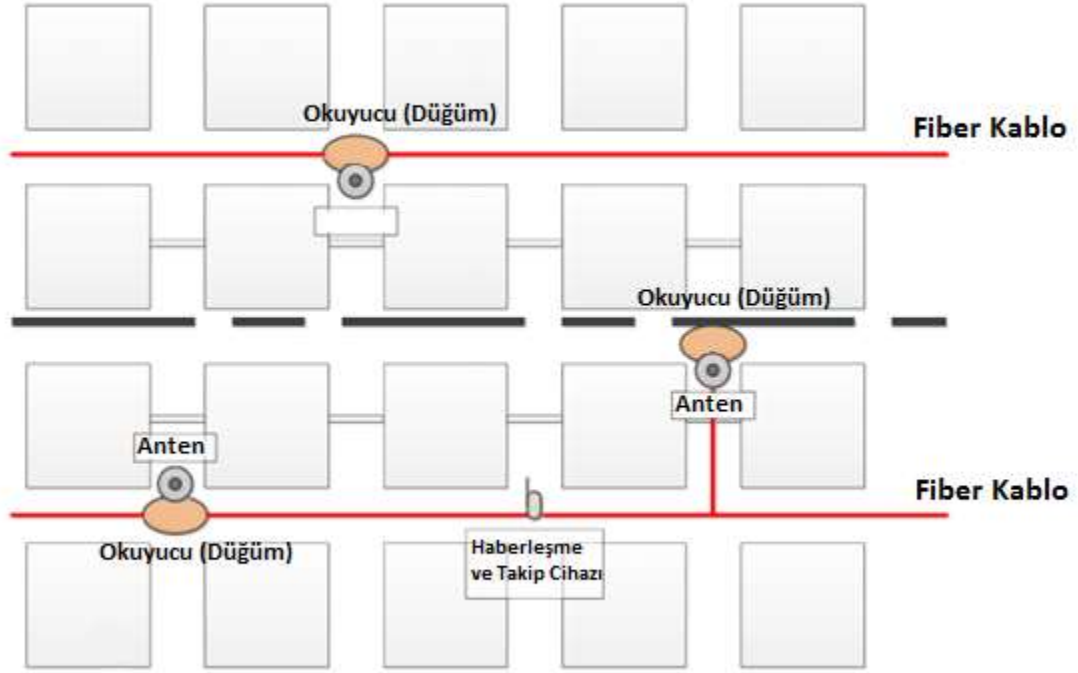 Okuyucu (Düğüm)
Fiber Kablo
Okuyucu (Düğüm)
Anten
Anten
Fiber Kablo
Okuyucu (Düğüm)
Haberleşme
ve Takip Cihazı